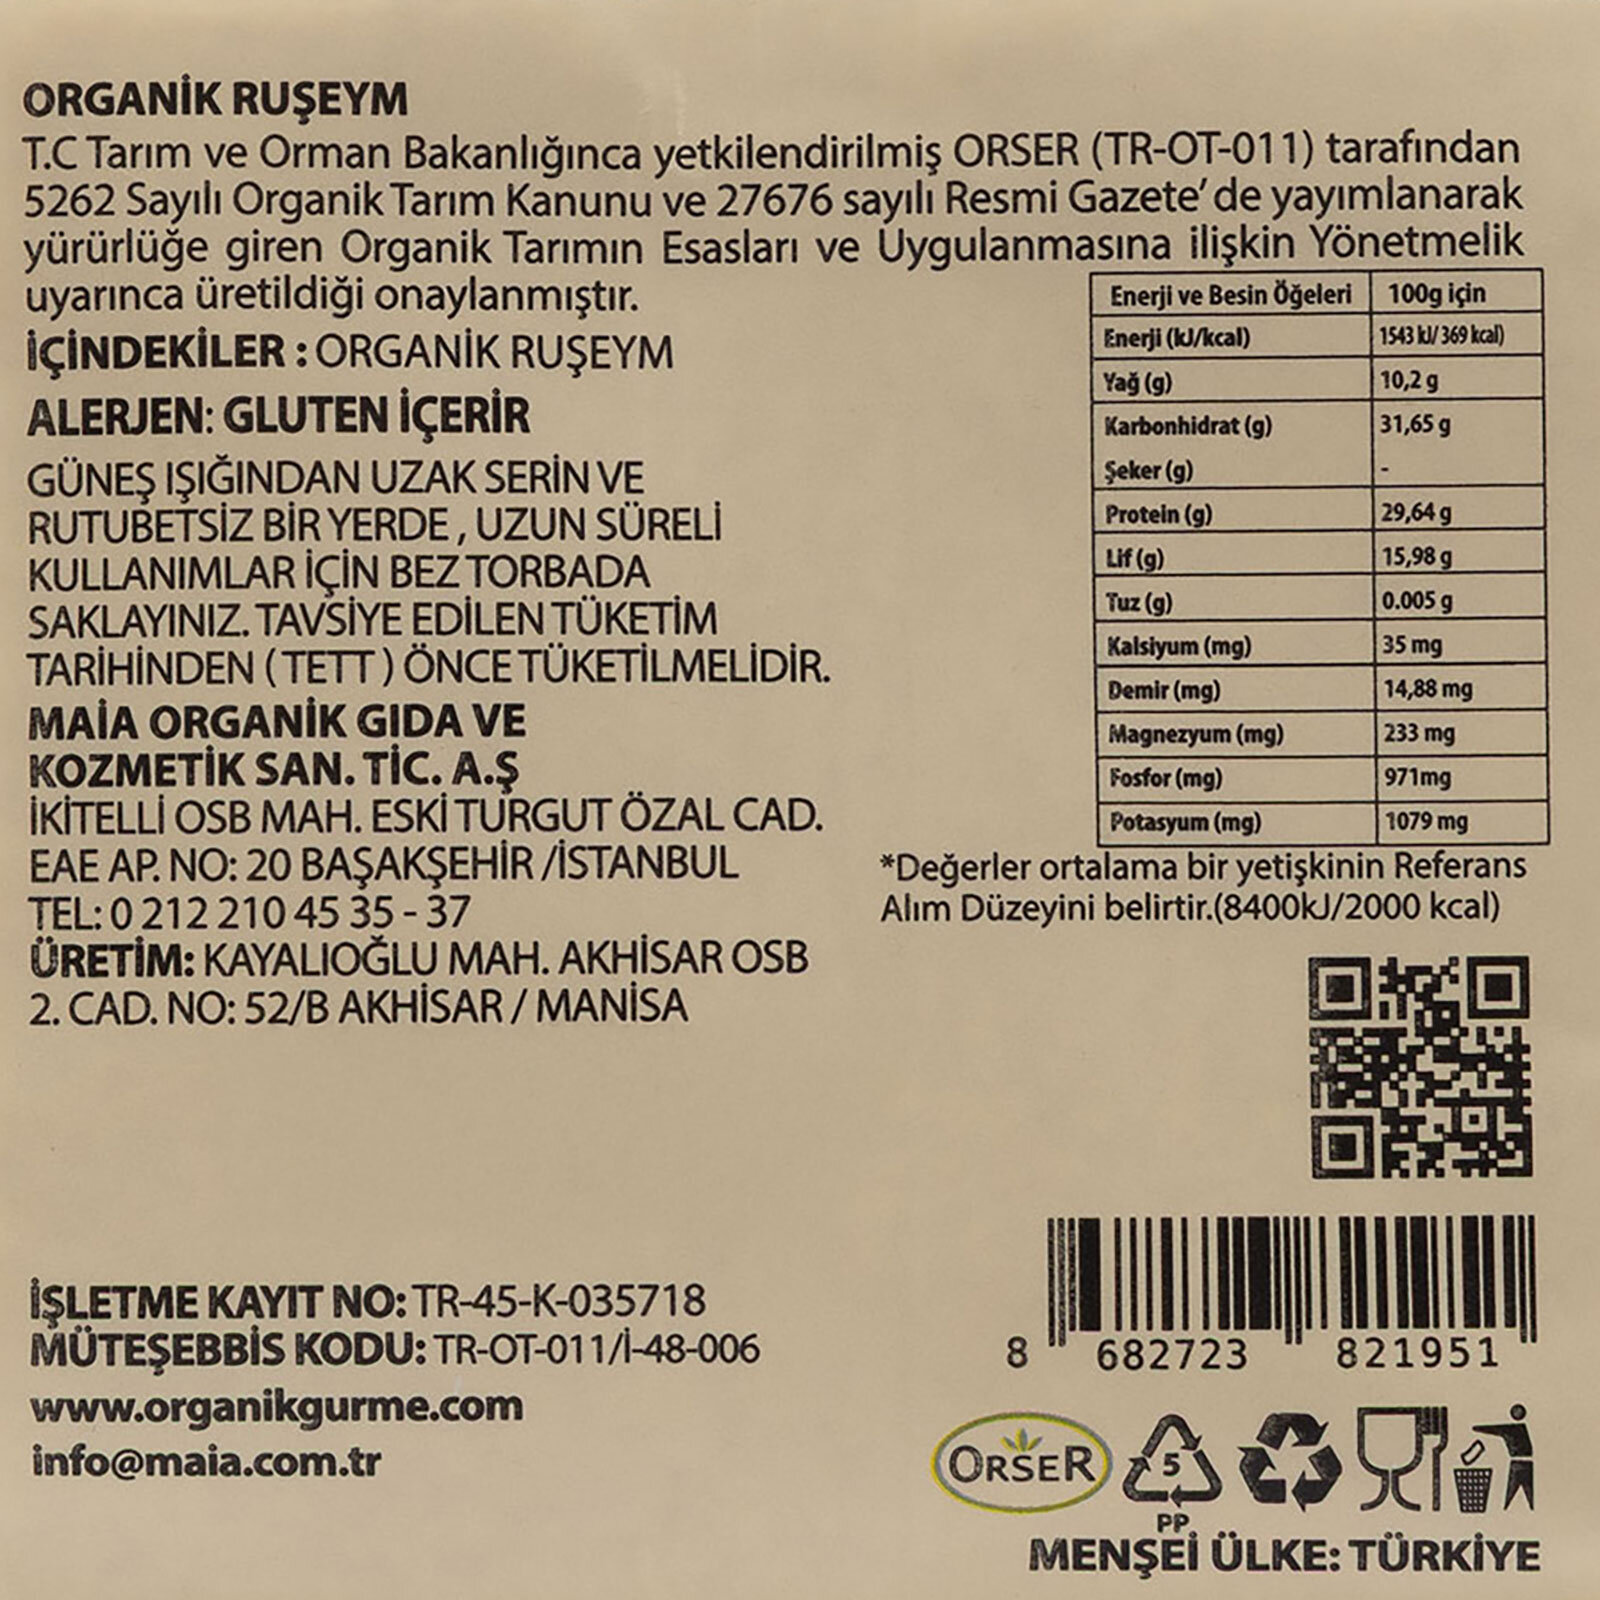 ORGANİK RUŞEYM
T.C Tarım ve Orman Bakanlığınca yetkilendirilmiş ORSER (TR-OT-011) tarafından
5262 Sayılı Organik Tarım Kanunu ve 27676 sayılı Resmi Gazete' de yayımlanarak
yürürlüğe giren Organik Tarımın Esasları ve Uygulanmasına ilişkin Yönetmelik
uyarınca üretildiği onaylanmıştır.
İÇİNDEKİLER : ORGANİK RUŞEYM
ALERJEN: GLUTEN İÇERİR
GÜNEŞ IŞIĞINDAN UZAK SERİN VE
RUTUBETSİZ BİR YERDE , UZUN SÜRELİ
KULLANIMLAR İÇİN BEZ TORBADA
SAKLAYINIZ. TAVSİYE EDİLEN TÜKETİM
TARİHİNDEN ( TETT ) ÖNCE TÜKETİLMELİDİR.
MAİA ORGANİK GIDA VE
KOZMETİK SAN. TİC. A.Ş
İKİTELLİ OSB MAH. ESKİ TURGUT ÖZAL CAD.
EAE AP. NO: 20 BAŞAKŞEHİR /İSTANBUL
TEL: 0 212 210 45 35 - 37
ÜRETİM: KAYALIOĞLU MAH. AKHİSAR OSB
2. CAD. NO: 52/B AKHİSAR / MANİSA
Enerji ve Besin Öğeleri 100g için
Enerji (kJ/kcal) 1543 kJ/ 369 kcal)
Yağ (g) 10,2 g
Karbonhidrat (g) 31,65 g
Şeker (g) -
Protein (g) 29,64 g
Lif (g) 15,98 g
Tuz (g) 0.005 g
Kalsiyum (mg) 35 mg
Demir (mg) 14,88 mg
Magnezyum (mg) 233 mg
Fosfor (mg) 971mg
Potasyum (mg) 1079 mg
*Değerler ortalama bir yetişkinin Referans
Alım Düzeyini belirtir.(8400kJ/2000 kcal)
İŞLETME KAYIT NO: TR-45-K-035718
MÜTEŞEBBİS KODU: TR-OT-011/İ-48-006
www.organikgurme.com
info@maia.com.tr
8 682723 821951
ORSER
5
PP
MENŞEİ ÜLKE: TÜRKİYE